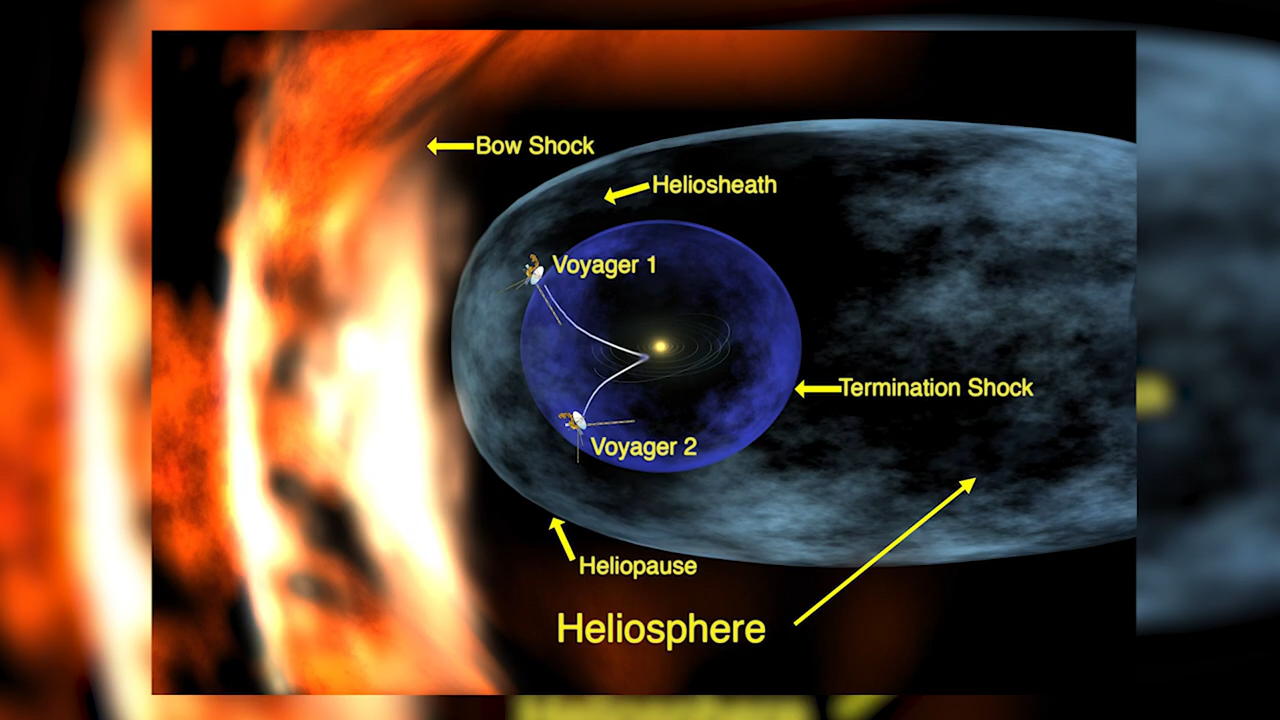 Bow Shock
Heliosheath
Voyager 1
Termination Shock
Voyager 2
Heliopause
Heliosphere